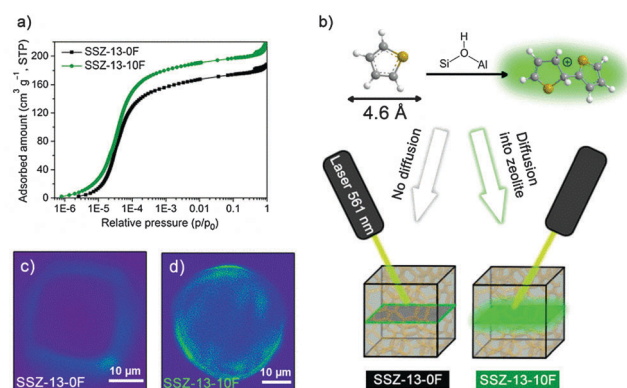 a)
SSZ-13-0F
SSZ-13-10F
Adsorbed amount (cm³ g⁻¹, STP)
220
200
180
160
140
120
100
80
60
40
20
0
1E-6
1E-5
1E-4
1E-3
0.01
0.1
1
Relative pressure (p/p₀)
b)
H
O
Si
Al
+
4.6 Å
No diffusion
Diffusion
into zeolite
Laser 561 nm
c)
SSZ-13-0F
10 µm
d)
SSZ-13-10F
10 µm
SSZ-13-0F
SSZ-13-10F